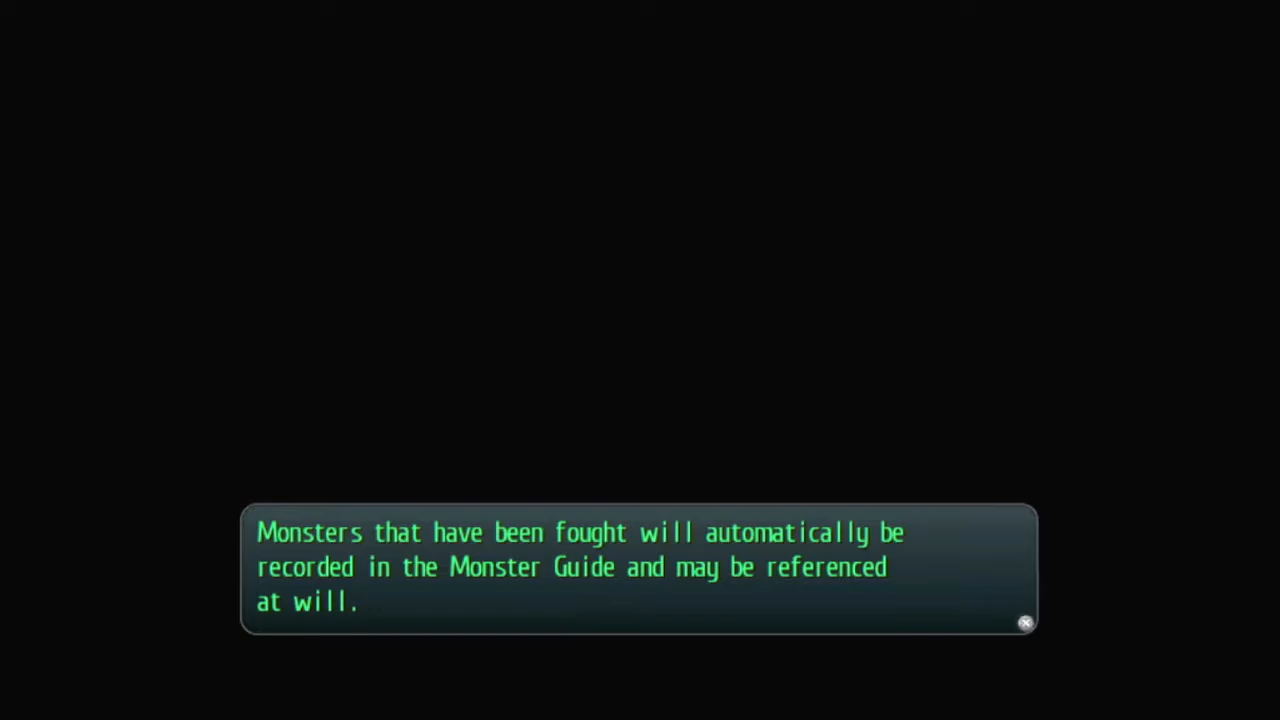 Monsters that have been fought will automatically be
recorded in the Monster Guide and may be referenced
at will.